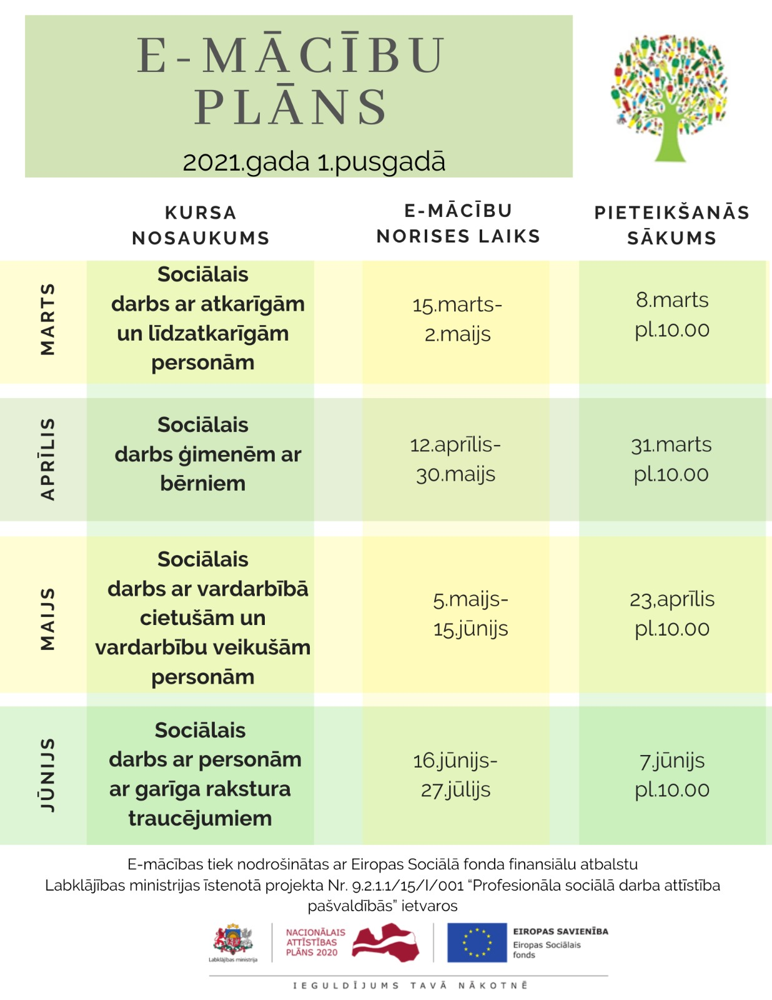 E-MĀCĪBU
PLĀNS
2021.gada 1.pusgadā
KURSA
NOSAUKUMS
E-MĀCĪBU
NORISES LAIKS
PIETEIKŠANĀS
SĀKUMS
MARTS
Sociālais
darbs ar atkarīgām
un līdzatkarīgām
personām
15.marts-
2.maijs
8.marts
pl.10.00
APRĪLIS
Sociālais
darbs ģimenēm ar
bērniem
12.aprīlis-
30.maijs
31.marts
pl.10.00
MAIJS
Sociālais
darbs ar vardarbībā
cietušām un
vardarbību veikušām
personām
5.maijs-
15.jūnijs
23,aprīlis
pl.10.00
JŪNIJS
Sociālais
darbs ar personām
ar garīga rakstura
traucējumiem
16.jūnijs-
27.jūlijs
7.jūnijs
pl.10.00
E-mācības tiek nodrošinātas ar Eiropas Sociālā fonda finansiālu atbalstu
Labklājības ministrijas īstenotā projekta Nr. 9.2.1.1/15/I/001 “Profesionāla sociālā darba attīstība
pašvaldībās” ietvaros
Labklājības ministrija
NACIONĀLAIS
ATTĪSTĪBAS
PLĀNS 2020
EIROPAS SAVIENĪBA
Eiropas Sociālais
fonds
IEGULDĪJUMS TAVĀ NĀKOTNĒ